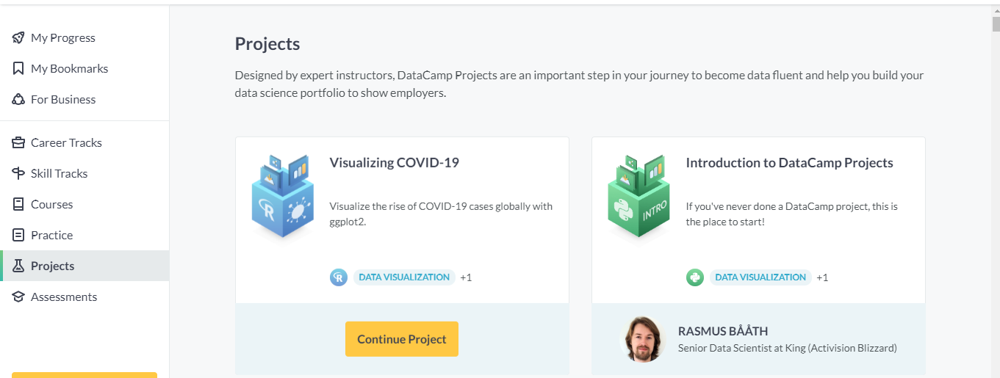 My Progress
My Bookmarks
For Business
Career Tracks
Skill Tracks
Courses
Practice
Projects
Assessments
Projects
Designed by expert instructors, DataCamp Projects are an important step in your journey to become data fluent and help you build your
data science portfolio to show employers.
Visualizing COVID-19
Visualize the rise of COVID-19 cases globally with
ggplot2.
R
R DATA VISUALIZATION +1
Continue Project
Introduction to DataCamp Projects
If you've never done a DataCamp project, this is
the place to start!
INTRO
DATA VISUALIZATION +1
RASMUS BÅÅTH
Senior Data Scientist at King (Activision Blizzard)